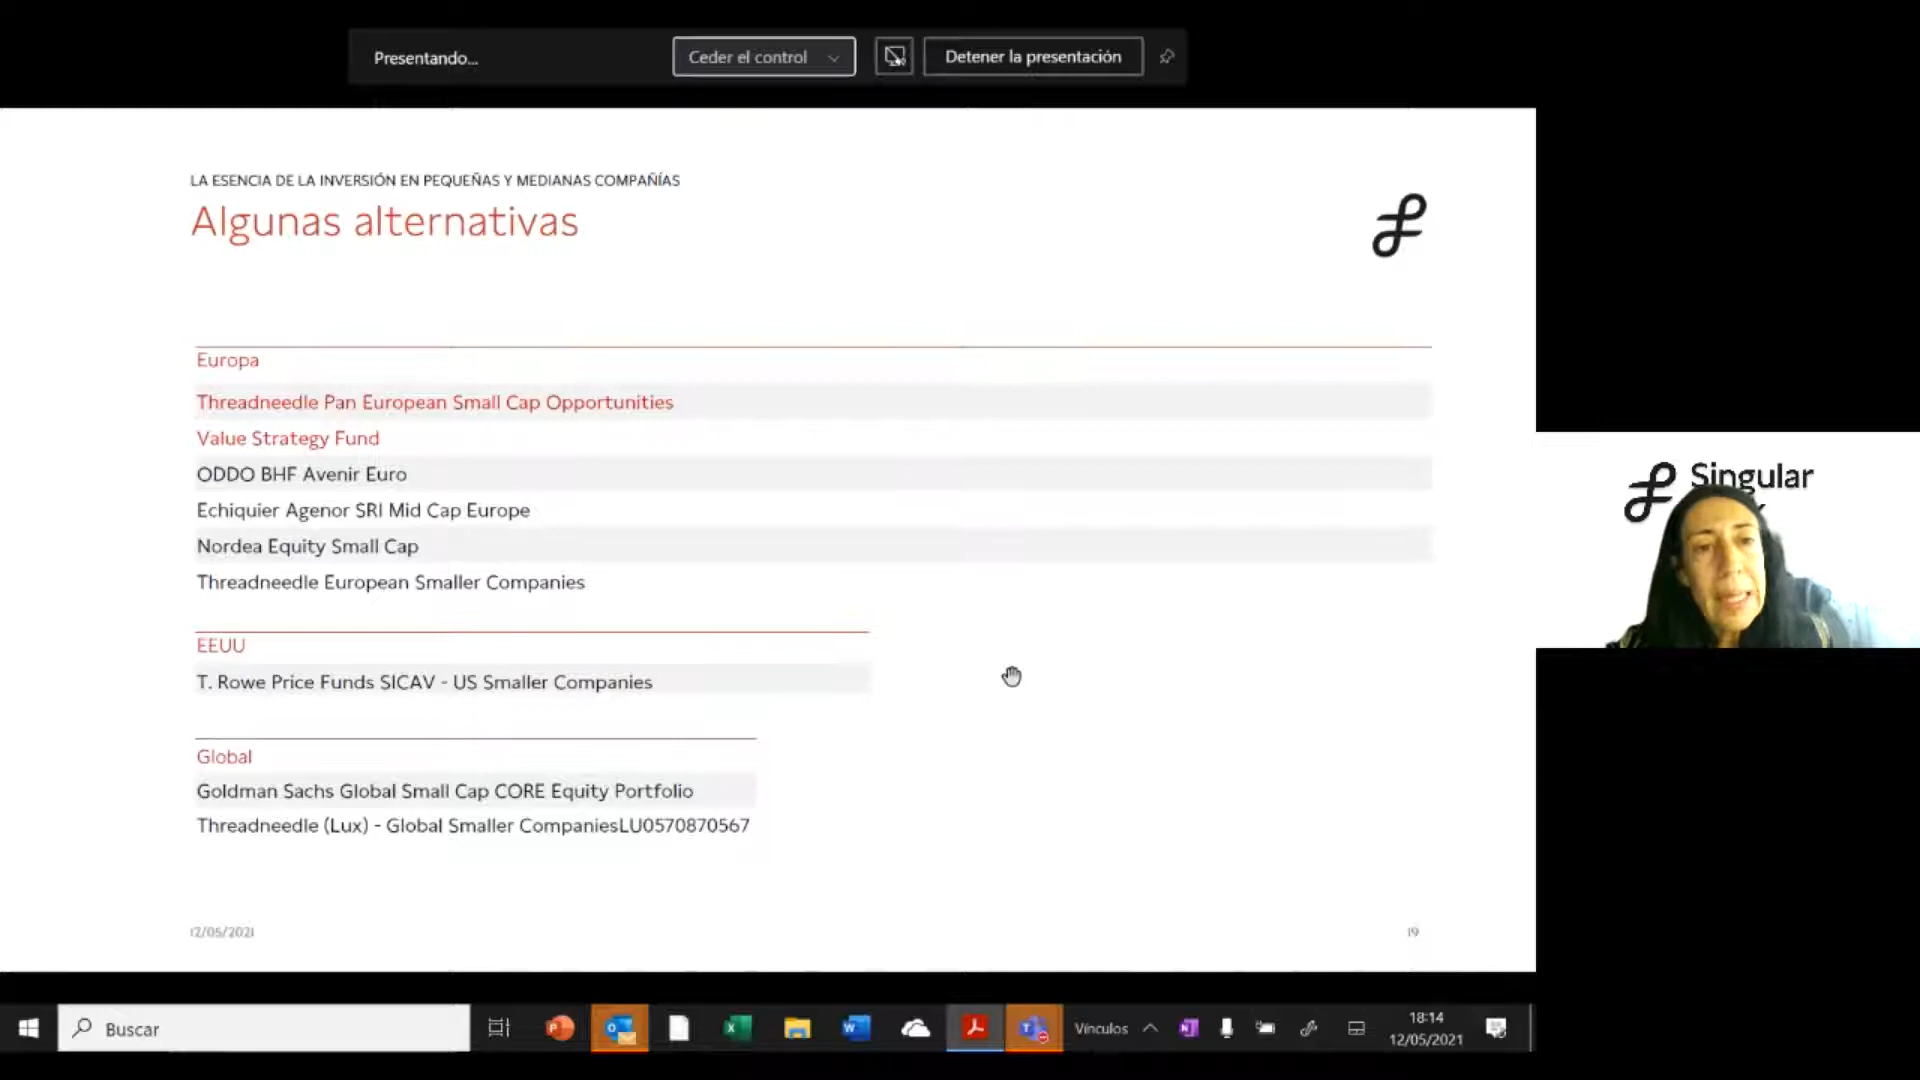 Presentando...
Ceder el control
Detener la presentación
LA ESENCIA DE LA INVERSIÓN EN PEQUEÑAS Y MEDIANAS COMPAÑÍAS
Algunas alternativas
Europa
Threadneedle Pan European Small Cap Opportunities
Value Strategy Fund
ODDO BHF Avenir Euro
Echiquier Agenor SRI Mid Cap Europe
Nordea Equity Small Cap
Threadneedle European Smaller Companies
EEUU
T. Rowe Price Funds SICAV - US Smaller Companies
Global
Goldman Sachs Global Small Cap CORE Equity Portfolio
Threadneedle (Lux) - Global Smaller CompaniesLU0570870567
12/05/2021
19
Singular
Buscar
Vínculos
18:14
12/05/2021